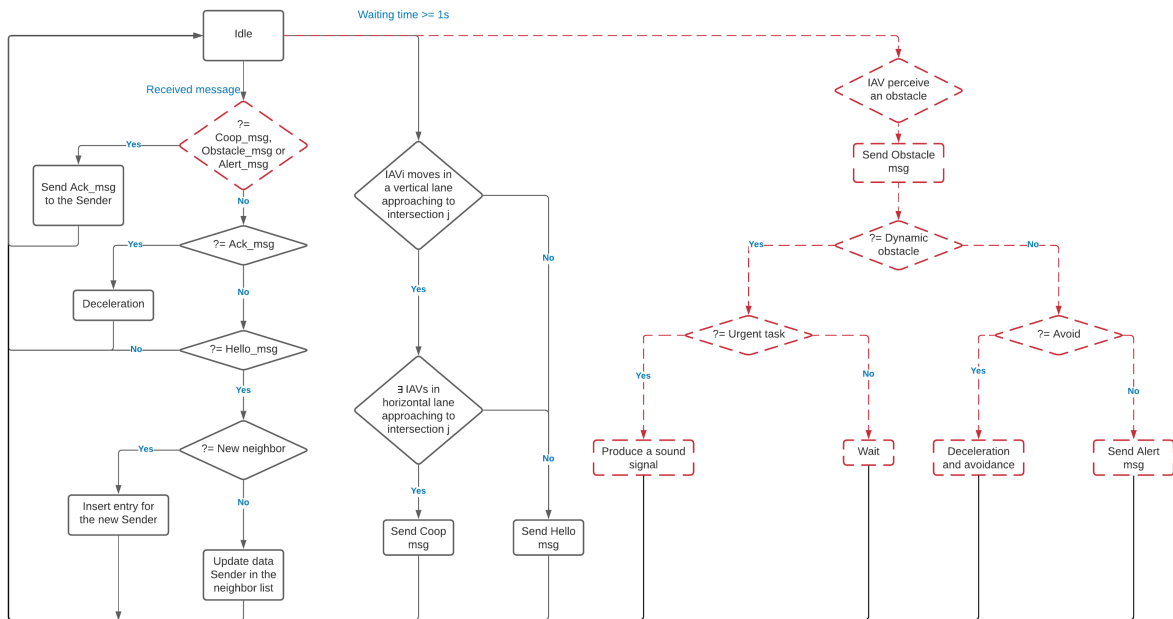 Waiting time >= 1s
Idle
Received message
IAV perceive
an obstacle
?=
Coop_msg,
Obstacle_msg or
Alert_msg
Yes
Send Obstacle
msg
Send Ack_msg
to the Sender
IAVi moves in
a vertical lane
approaching to
intersection j
No
?= Ack_msg
Yes
?= Dynamic
obstacle
Yes
No
No
Deceleration
No
Yes
?= Hello_msg
No
?= Urgent task
?= Avoid
Yes
No
Yes
No
Yes
∃ IAVs in
horizontal lane
approaching to
intersection j
?= New neighbor
Yes
No
Produce a sound
signal
Wait
Deceleration
and avoidance
Send Alert
msg
No
Yes
Insert entry for
the new Sender
Send Coop
msg
Send Hello
msg
Update data
Sender in the
neighbor list